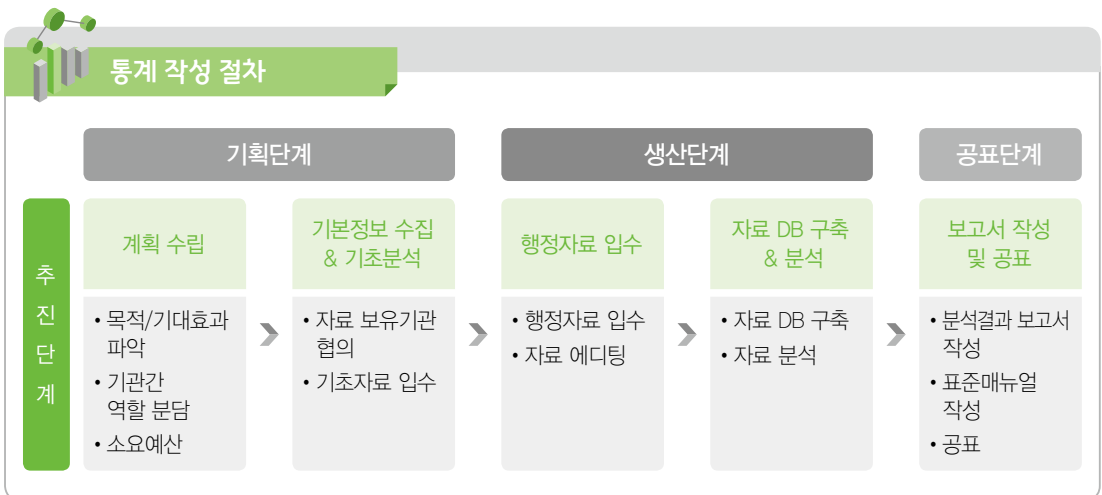 통계 작성 절차
기획단계
생산단계
공표단계
추
진
단
계
계획 수립
기본정보 수집
& 기초분석
행정자료 입수
자료 DB 구축
& 분석
보고서 작성
및 공표
• 목적/기대효과
파악
• 기관간
역할 분담
• 소요예산
• 자료 보유기관
협의
• 기초자료 입수
• 행정자료 입수
• 자료 에디팅
• 자료 DB 구축
• 자료 분석
• 분석결과 보고서
작성
• 표준매뉴얼
작성
• 공표